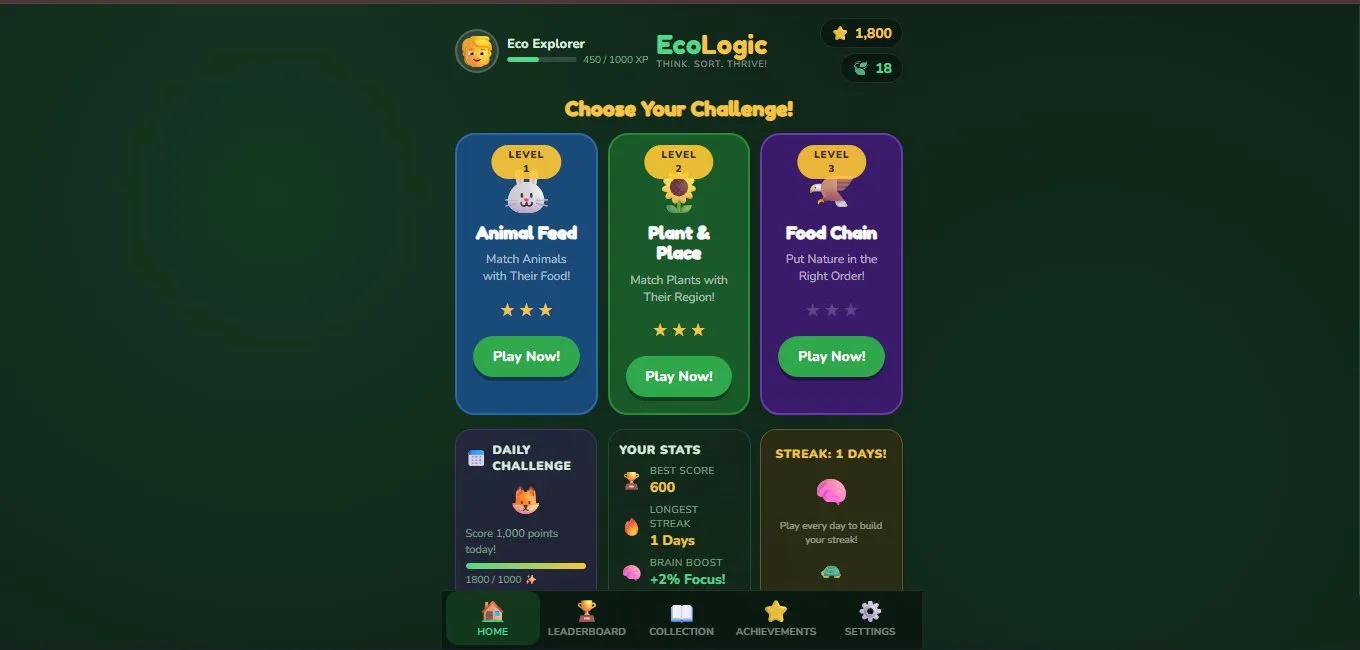 Eco Explorer
450 / 1000 XP
EcoLogic
THINK. SORT. THRIVE!
1,800
18
Choose Your Challenge!
LEVEL
1
Animal Feed
Match Animals
with Their Food!
★ ★ ★
Play Now!
LEVEL
2
Plant &
Place
Match Plants with
Their Region!
★ ★ ★
Play Now!
LEVEL
3
Food Chain
Put Nature in the
Right Order!
★ ★ ★
Play Now!
DAILY
CHALLENGE
Score 1,000 points
today!
1800 / 1000 ✨
YOUR STATS
BEST SCORE
600
LONGEST
STREAK
1 Days
BRAIN BOOST
+2% Focus!
STREAK: 1 DAYS!
Play every day to build
your streak!
HOME
LEADERBOARD
COLLECTION
ACHIEVEMENTS
SETTINGS